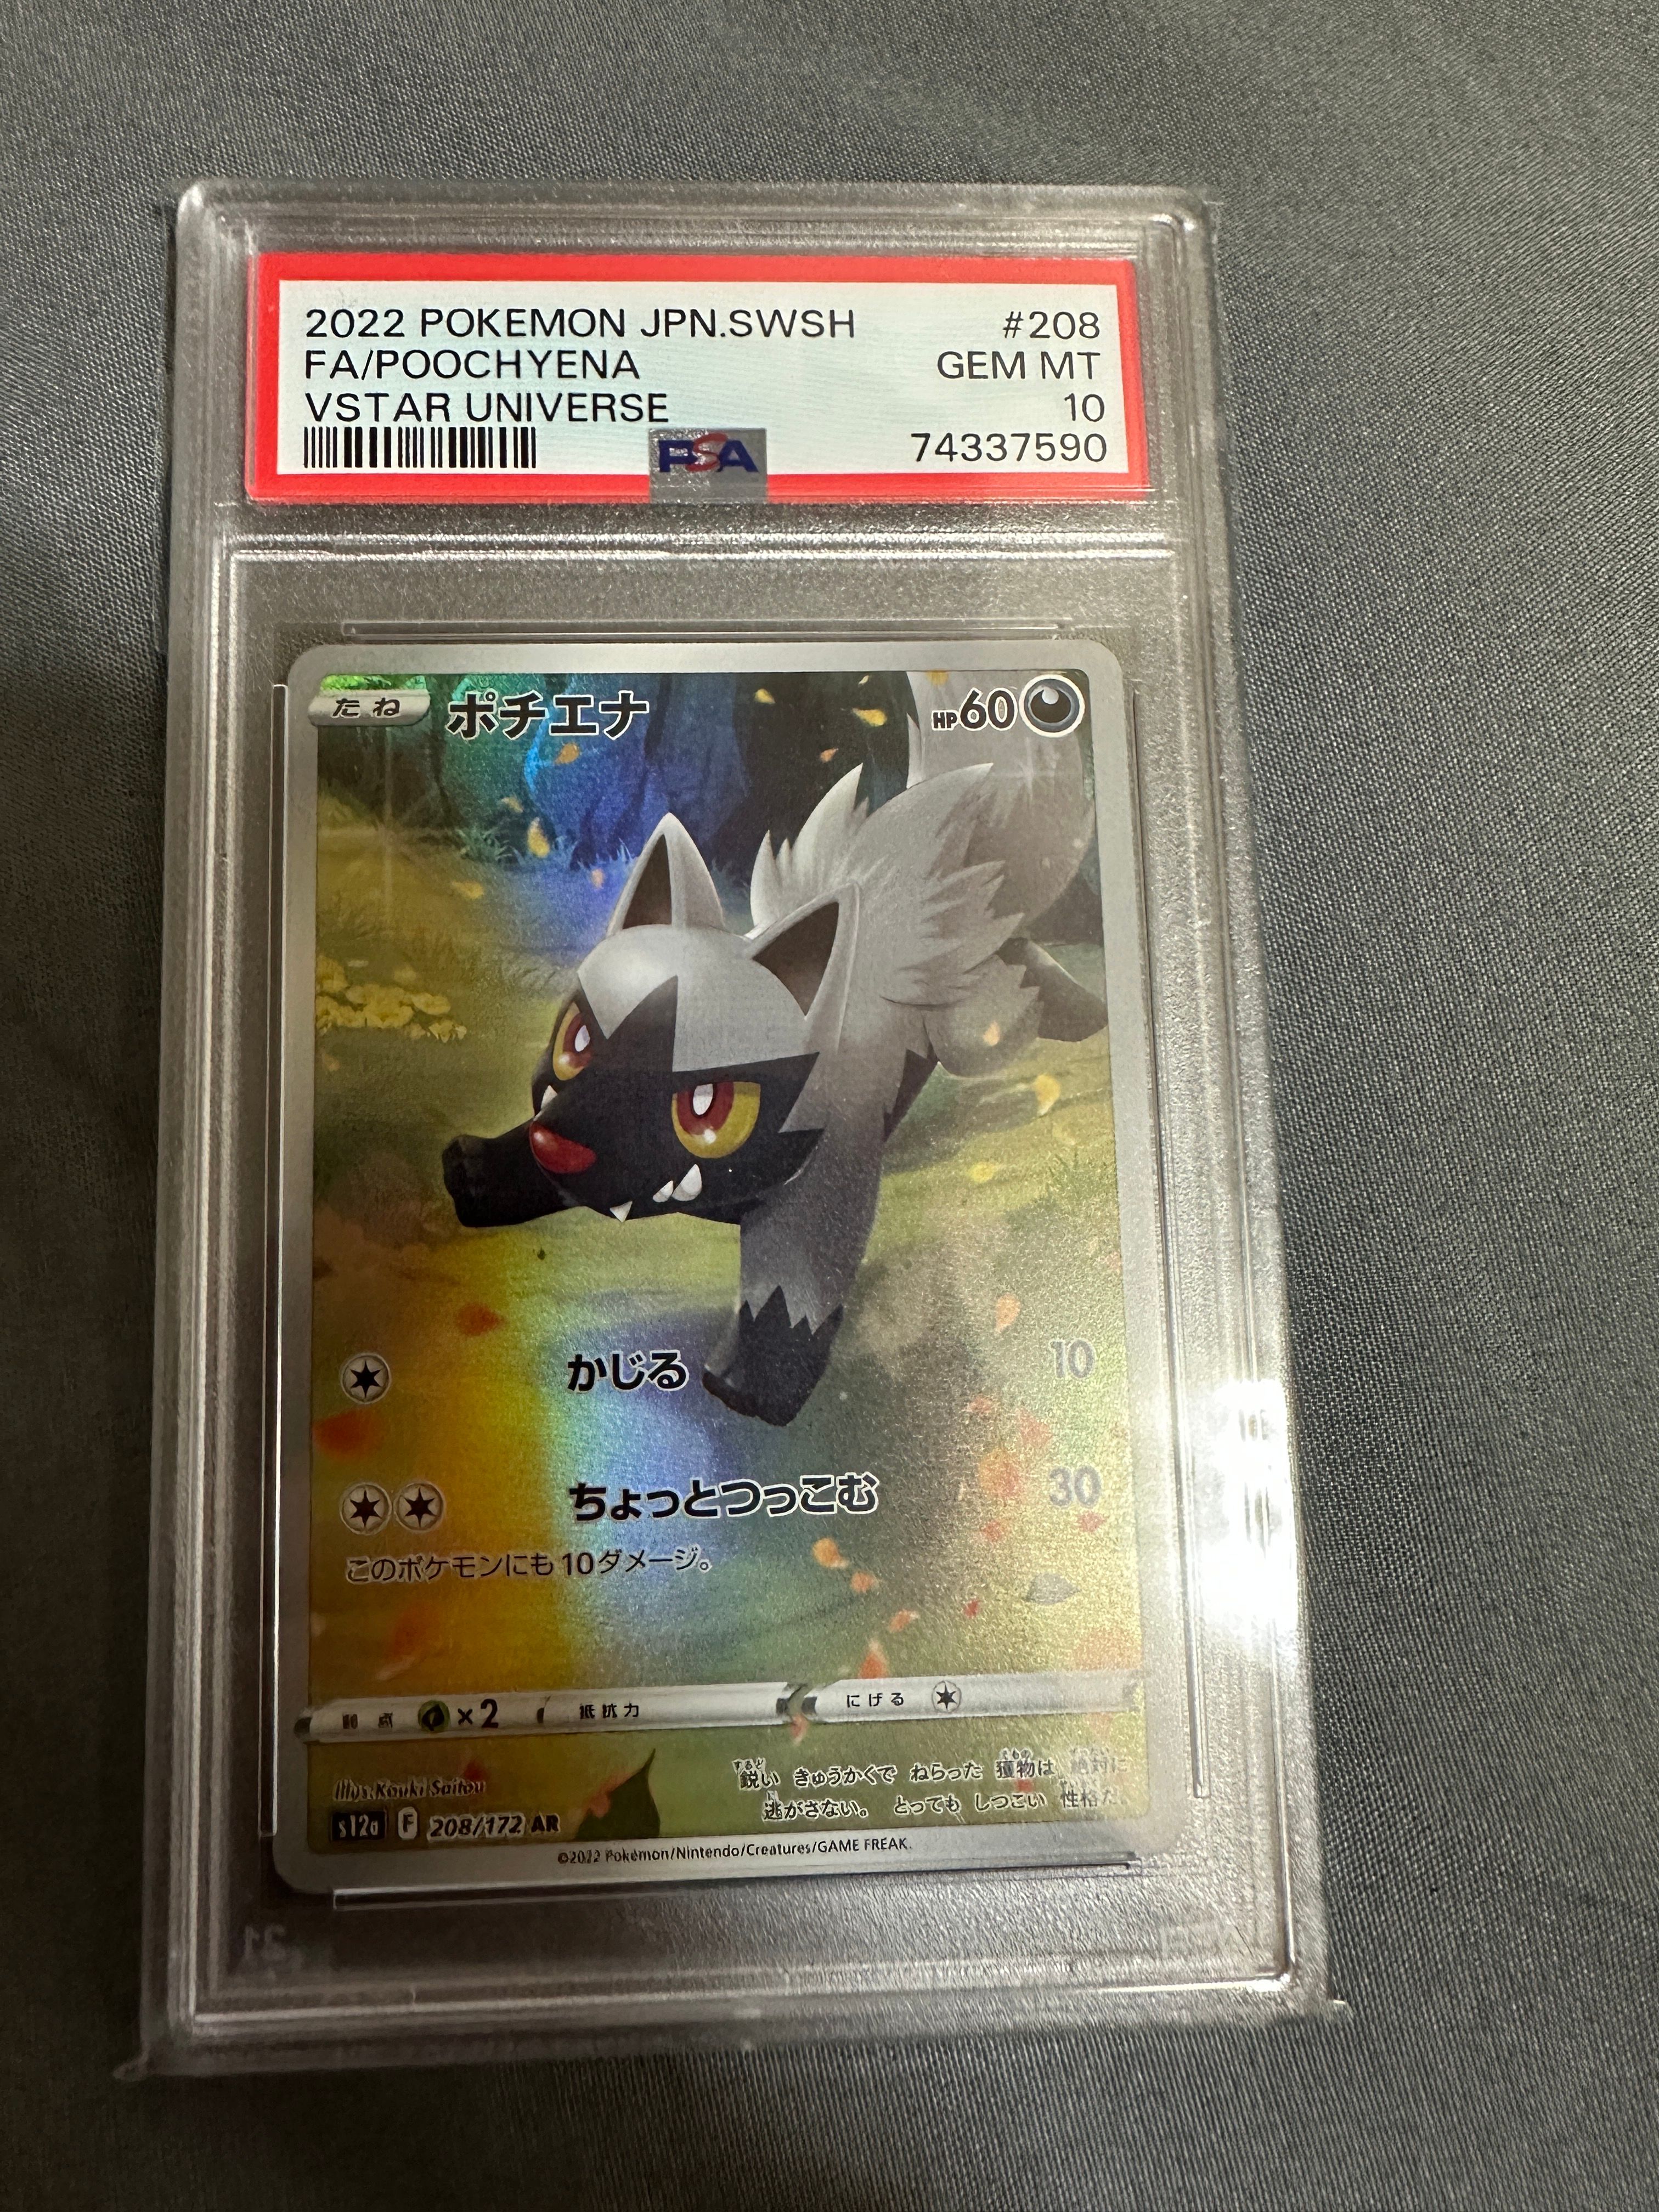 2022 POKEMON JPN.SWSH #208
FA/POOCHYENA GEM MT
VSTAR UNIVERSE 10
PSA 74337590
たね ポチエナ HP60
かじる 10
ちょっとつっこむ 30
このポケモンにも10ダメージ。
弱点 ×2 抵抗力 にげる
Illus.Kouki Saitou
鋭い きゅうかくで ねらった 獲物は 絶対に
逃がさない。 とっても しつこい 性格だ。
s12a F 208/172 AR
©2022 Pokémon/Nintendo/Creatures/GAME FREAK.